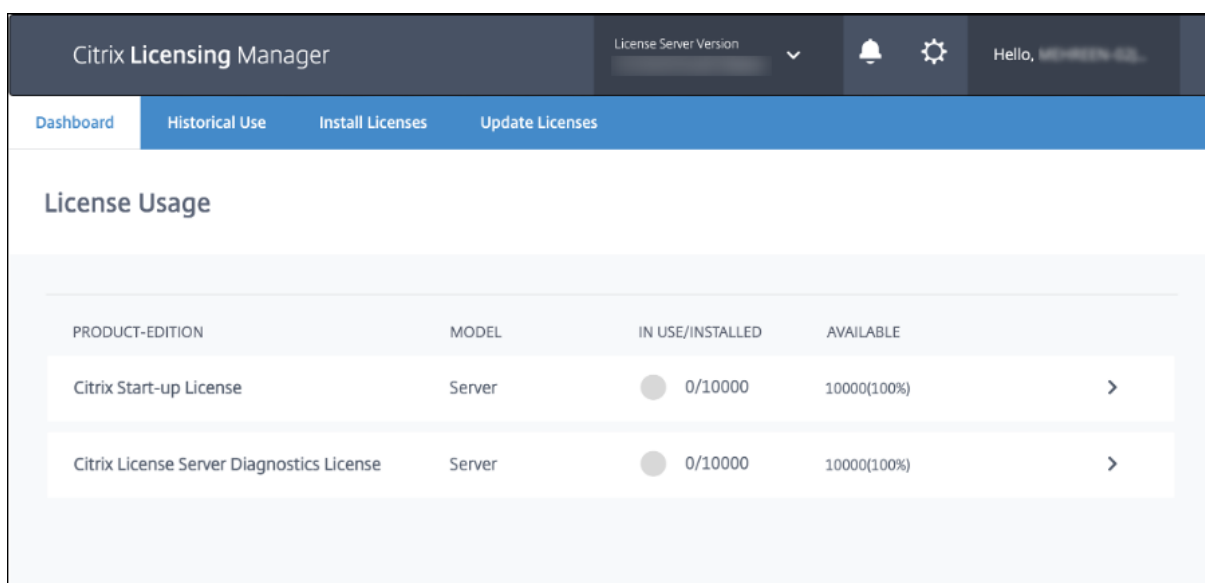 Citrix Licensing Manager
License Server Version
Hello,
Dashboard Historical Use Install Licenses Update Licenses
License Usage
PRODUCT-EDITION MODEL IN USE/INSTALLED AVAILABLE
Citrix Start-up License Server 0/10000 10000(100%)
Citrix License Server Diagnostics License Server 0/10000 10000(100%)